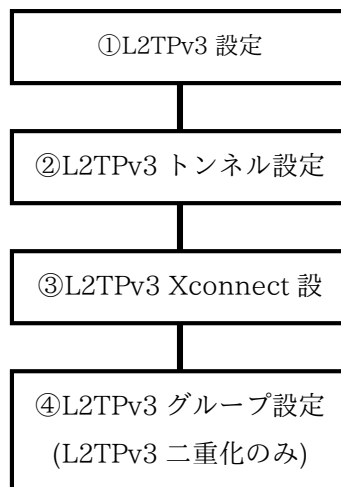 ①L2TPv3 設定
②L2TPv3 トンネル設定
③L2TPv3 Xconnect 設
④L2TPv3 グループ設定
(L2TPv3 二重化のみ)